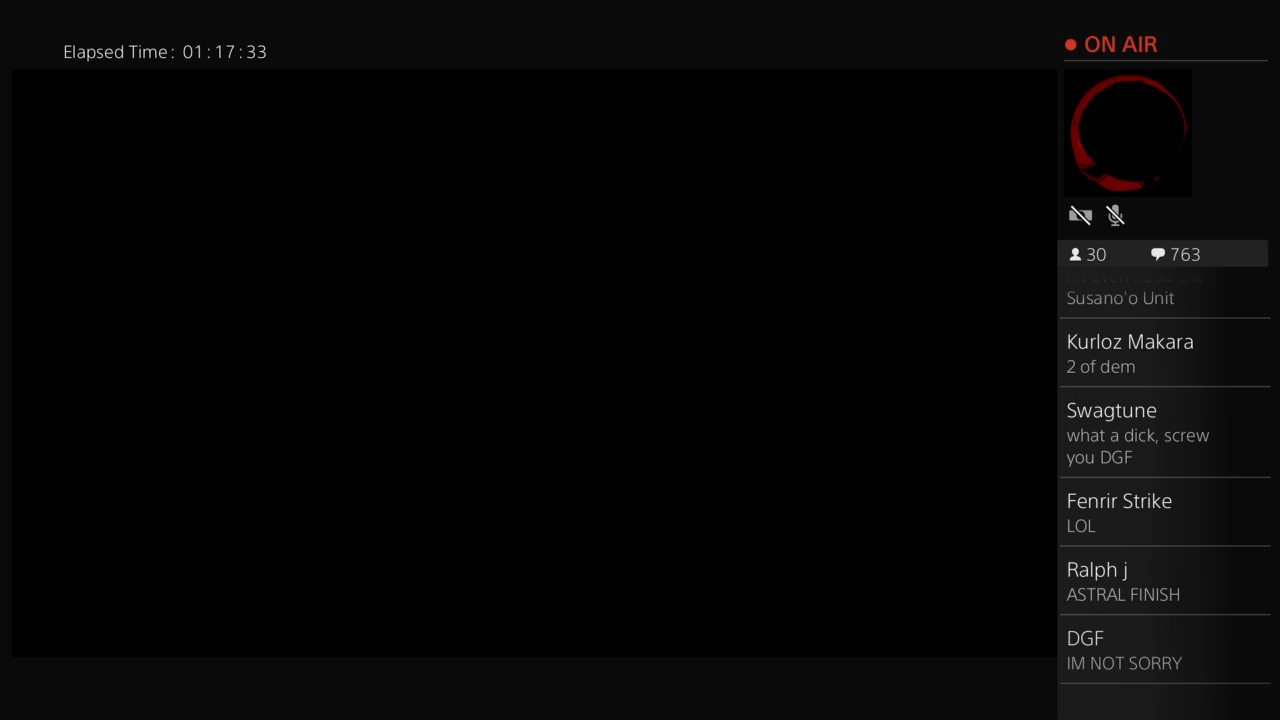 Elapsed Time: 01:17:33
ON AIR
30 763
Susano'o Unit
Kurloz Makara
2 of dem
Swagtune
what a dick, screw
you DGF
Fenrir Strike
LOL
Ralph j
ASTRAL FINISH
DGF
IM NOT SORRY